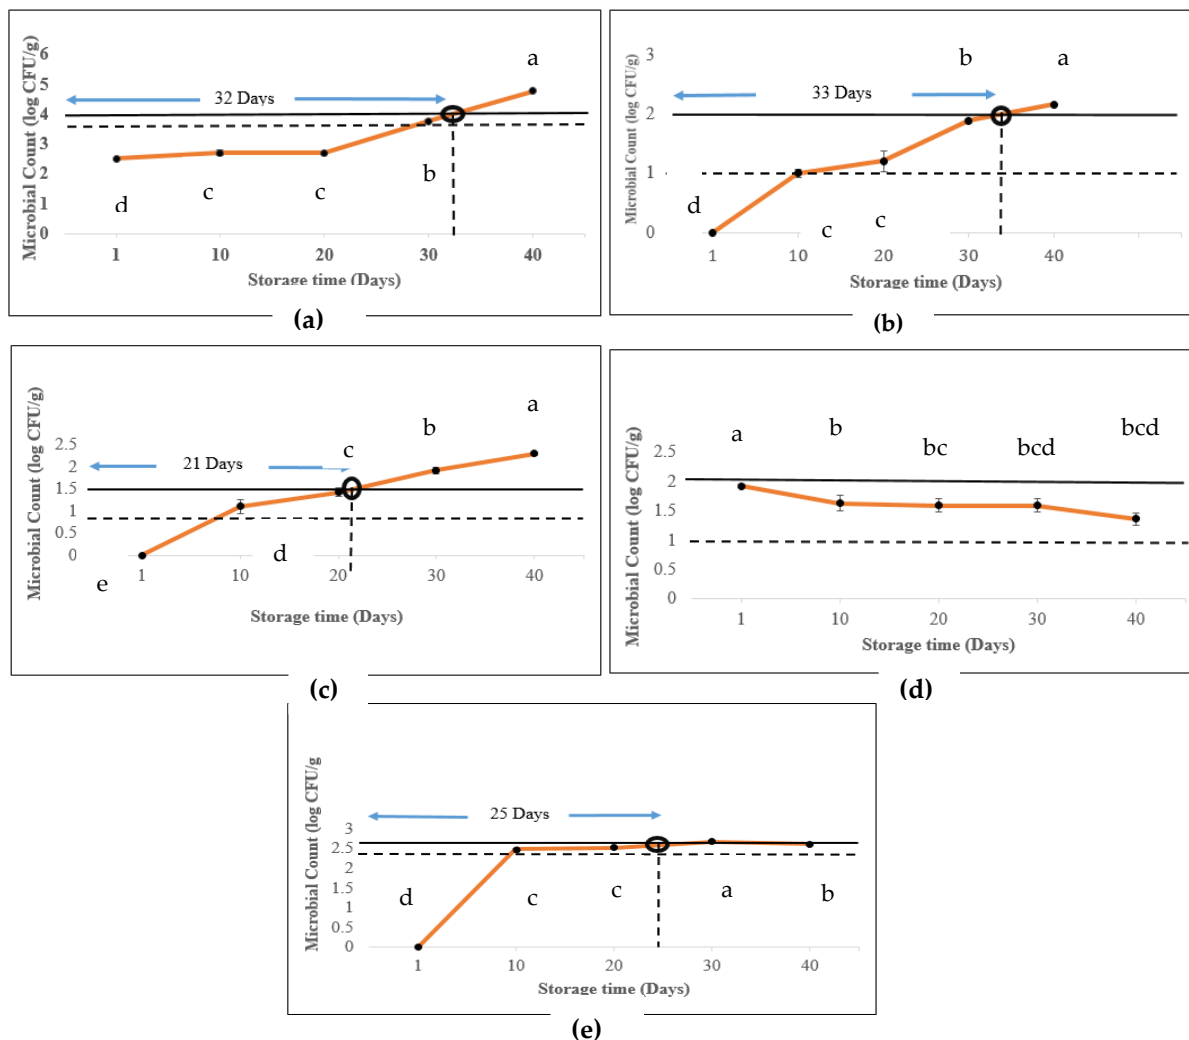 Microbial Count (log CFU/g)
6
5
4
3
2
1
0
32 Days
a
b
c
c
d
1 10 20 30 40
Storage time (Days)
(a)
Microbial Count (log CFU/g)
3
2
1
0
33 Days
b a
d
c c
1 10 20 30 40
Storage time (Days)
(b)
Microbial Count (log CFU/g)
2.5
2
1.5
1
0.5
0
21 Days
a
b
c
d
e
1 10 20 30 40
Storage time (Days)
(c)
Microbial Count (log CFU/g)
2.5
2
1.5
1
0.5
0
a b bc bcd bcd
1 10 20 30 40
Storage time (Days)
(d)
Microbial Count (log CFU/g
3
2.5
2
1.5
1
0.5
0
25 Days
d c c a b
1 10 20 30 40
Storage time (Days)
(e)